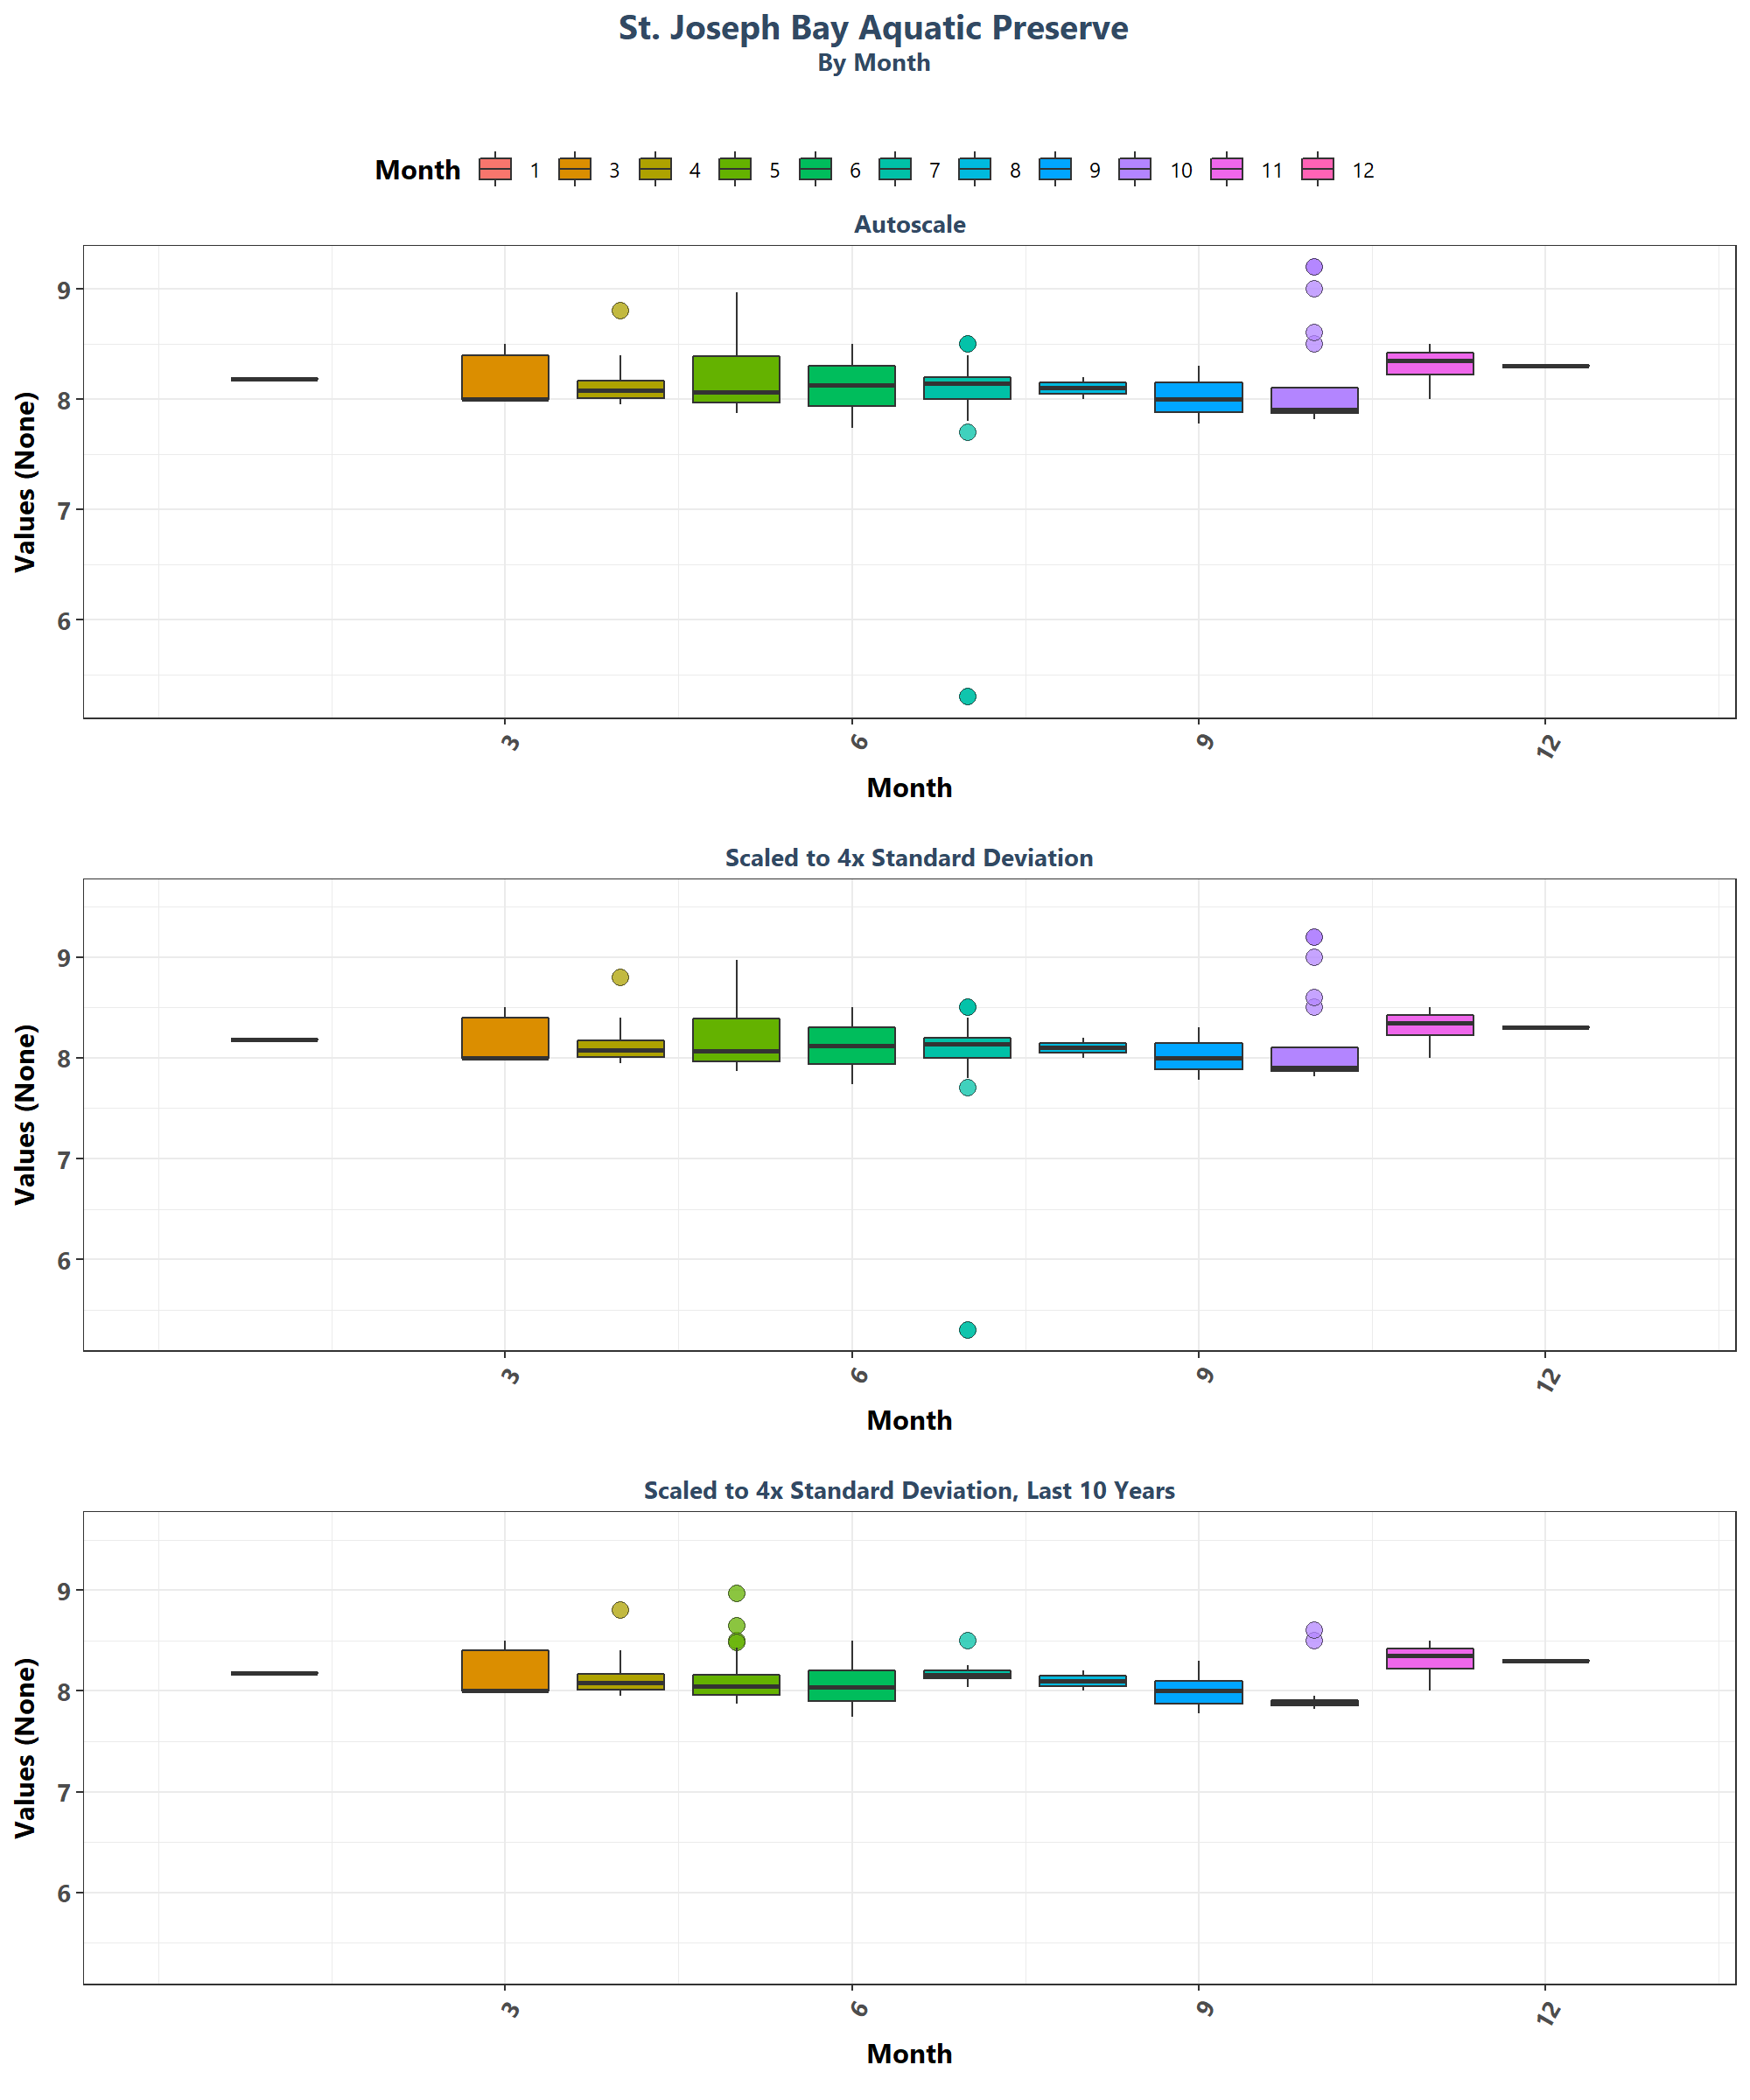 St. Joseph Bay Aquatic Preserve
By Month
Month 1 3 4 5 6 7 8 9 10 11 12
Autoscale
Values (None)
9
8
7
6
3 6 9 12
Month
Scaled to 4x Standard Deviation
Values (None)
9
8
7
6
3 6 9 12
Month
Scaled to 4x Standard Deviation, Last 10 Years
Values (None)
9
8
7
6
3 6 9 12
Month